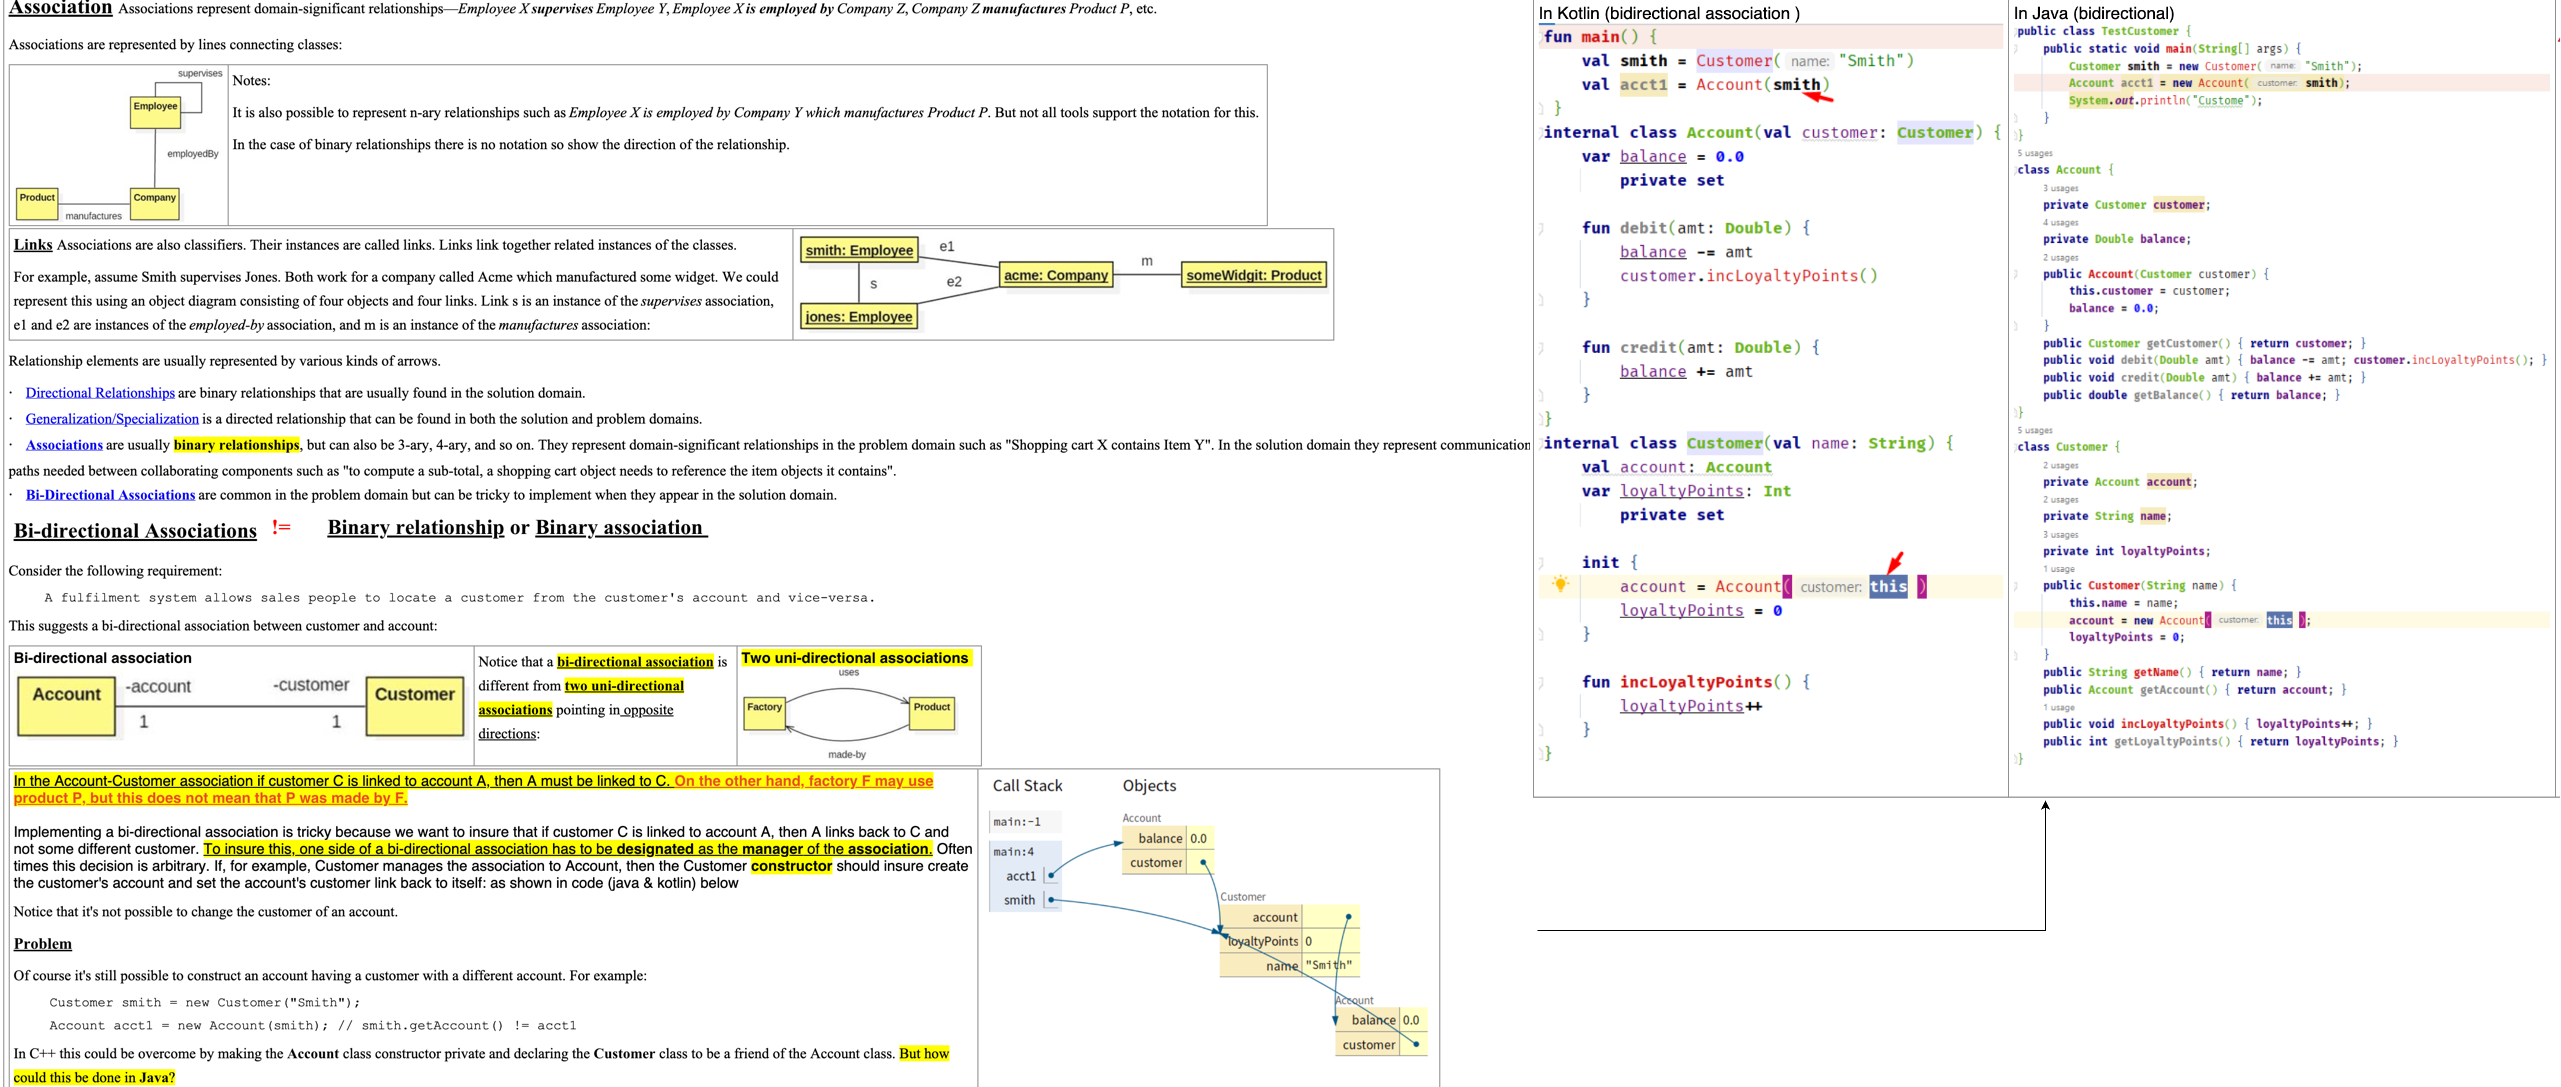 Association Associations represent domain-significant relationships—Employee X supervises Employee Y, Employee X is employed by Company Z, Company Z manufactures Product P, etc.
Associations are represented by lines connecting classes:
supervises
Employee
employedBy
Product
Company
manufactures
Notes:
It is also possible to represent n-ary relationships such as Employee X is employed by Company Y which manufactures Product P. But not all tools support the notation for this.
In the case of binary relationships there is no notation so show the direction of the relationship.
Links Associations are also classifiers. Their instances are called links. Links link together related instances of the classes.
For example, assume Smith supervises Jones. Both work for a company called Acme which manufactured some widget. We could
represent this using an object diagram consisting of four objects and four links. Link s is an instance of the supervises association,
e1 and e2 are instances of the employed-by association, and m is an instance of the manufactures association:
smith: Employee
e1
s
e2
acme: Company
m
someWidgit: Product
jones: Employee
Relationship elements are usually represented by various kinds of arrows.
· Directional Relationships are binary relationships that are usually found in the solution domain.
· Generalization/Specialization is a directed relationship that can be found in both the solution and problem domains.
· Associations are usually binary relationships, but can also be 3-ary, 4-ary, and so on. They represent domain-significant relationships in the problem domain such as "Shopping cart X contains Item Y". In the solution domain they represent communication
paths needed between collaborating components such as "to compute a sub-total, a shopping cart object needs to reference the item objects it contains".
· Bi-Directional Associations are common in the problem domain but can be tricky to implement when they appear in the solution domain.
Bi-directional Associations != Binary relationship or Binary association
Consider the following requirement:
A fulfilment system allows sales people to locate a customer from the customer's account and vice-versa.
This suggests a bi-directional association between customer and account:
Bi-directional association
Account
-account
1
-customer
1
Customer
Notice that a bi-directional association is
different from two uni-directional
associations pointing in opposite
directions:
Two uni-directional associations
uses
Factory
Product
made-by
In the Account-Customer association if customer C is linked to account A, then A must be linked to C. On the other hand, factory F may use
product P, but this does not mean that P was made by F.
Implementing a bi-directional association is tricky because we want to insure that if customer C is linked to account A, then A links back to C and
not some different customer. To insure this, one side of a bi-directional association has to be designated as the manager of the association. Often
times this decision is arbitrary. If, for example, Customer manages the association to Account, then the Customer constructor should insure create
the customer's account and set the account's customer link back to itself: as shown in code (java & kotlin) below
Notice that it's not possible to change the customer of an account.
Problem
Of course it's still possible to construct an account having a customer with a different account. For example:
Customer smith = new Customer("Smith");
Account acct1 = new Account(smith); // smith.getAccount() != acct1
In C++ this could be overcome by making the Account class constructor private and declaring the Customer class to be a friend of the Account class. But how
could this be done in Java?
Call Stack
Objects
main:-1
main:4
acct1
smith
Account
balance 0.0
customer
Customer
account
loyaltyPoints 0
name "Smith"
Account
balance 0.0
customer
In Kotlin (bidirectional association )
fun main() {
val smith = Customer( name: "Smith")
val acct1 = Account(smith)
}
internal class Account(val customer: Customer) {
var balance = 0.0
private set
fun debit(amt: Double) {
balance -= amt
customer.incLoyaltyPoints()
}
fun credit(amt: Double) {
balance += amt
}
}
internal class Customer(val name: String) {
val account: Account
var loyaltyPoints: Int
private set
init {
account = Account( customer: this )
loyaltyPoints = 0
}
fun incLoyaltyPoints() {
loyaltyPoints++
}
}
In Java (bidirectional)
public class TestCustomer {
public static void main(String[] args) {
Customer smith = new Customer( name: "Smith");
Account acct1 = new Account( customer: smith);
System.out.println("Custome");
}
}
5 usages
class Account {
3 usages
private Customer customer;
4 usages
private Double balance;
2 usages
public Account(Customer customer) {
this.customer = customer;
balance = 0.0;
}
public Customer getCustomer() { return customer; }
public void debit(Double amt) { balance -= amt; customer.incLoyaltyPoints(); }
public void credit(Double amt) { balance += amt; }
public double getBalance() { return balance; }
}
5 usages
class Customer {
2 usages
private Account account;
2 usages
private String name;
3 usages
private int loyaltyPoints;
1 usage
public Customer(String name) {
this.name = name;
account = new Account( customer: this );
loyaltyPoints = 0;
}
public String getName() { return name; }
public Account getAccount() { return account; }
1 usage
public void incLoyaltyPoints() { loyaltyPoints++; }
public int getLoyaltyPoints() { return loyaltyPoints; }
}